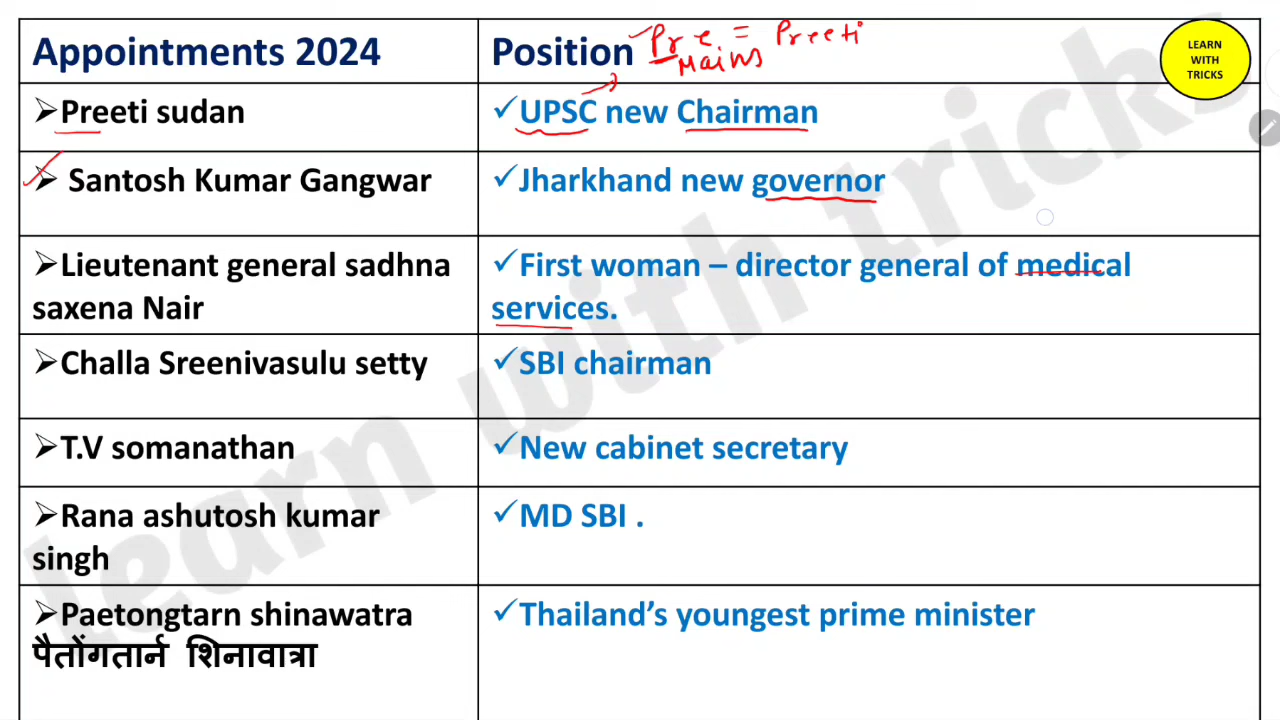 Appointments 2024
Position
Pre = Preeti
Mains
LEARN
WITH
TRICKS
➢Preeti sudan
✓UPSC new Chairman
➢ Santosh Kumar Gangwar
✓Jharkhand new governor
➢Lieutenant general sadhna
saxena Nair
✓First woman – director general of medical
services.
➢Challa Sreenivasulu setty
✓SBI chairman
➢T.V somanathan
✓New cabinet secretary
➢Rana ashutosh kumar
singh
✓MD SBI .
➢Paetongtarn shinawatra
पैतोंगतार्न शिनावात्रा
✓Thailand’s youngest prime minister
learn with tricks